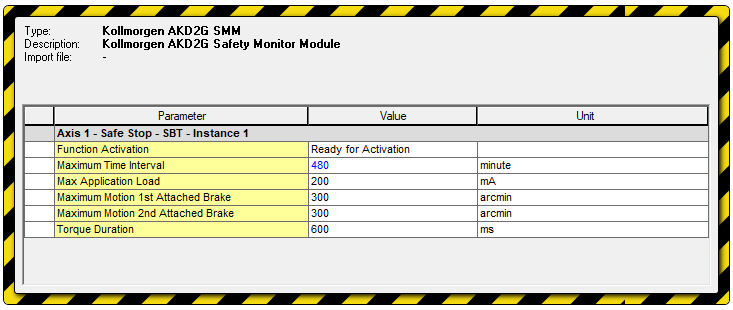 Type: Kollmorgen AKD2G SMM
Description: Kollmorgen AKD2G Safety Monitor Module
Import file: -
Parameter Value Unit
Axis 1 - Safe Stop - SBT - Instance 1
Function Activation Ready for Activation
Maximum Time Interval 480 minute
Max Application Load 200 mA
Maximum Motion 1st Attached Brake 300 arcmin
Maximum Motion 2nd Attached Brake 300 arcmin
Torque Duration 600 ms